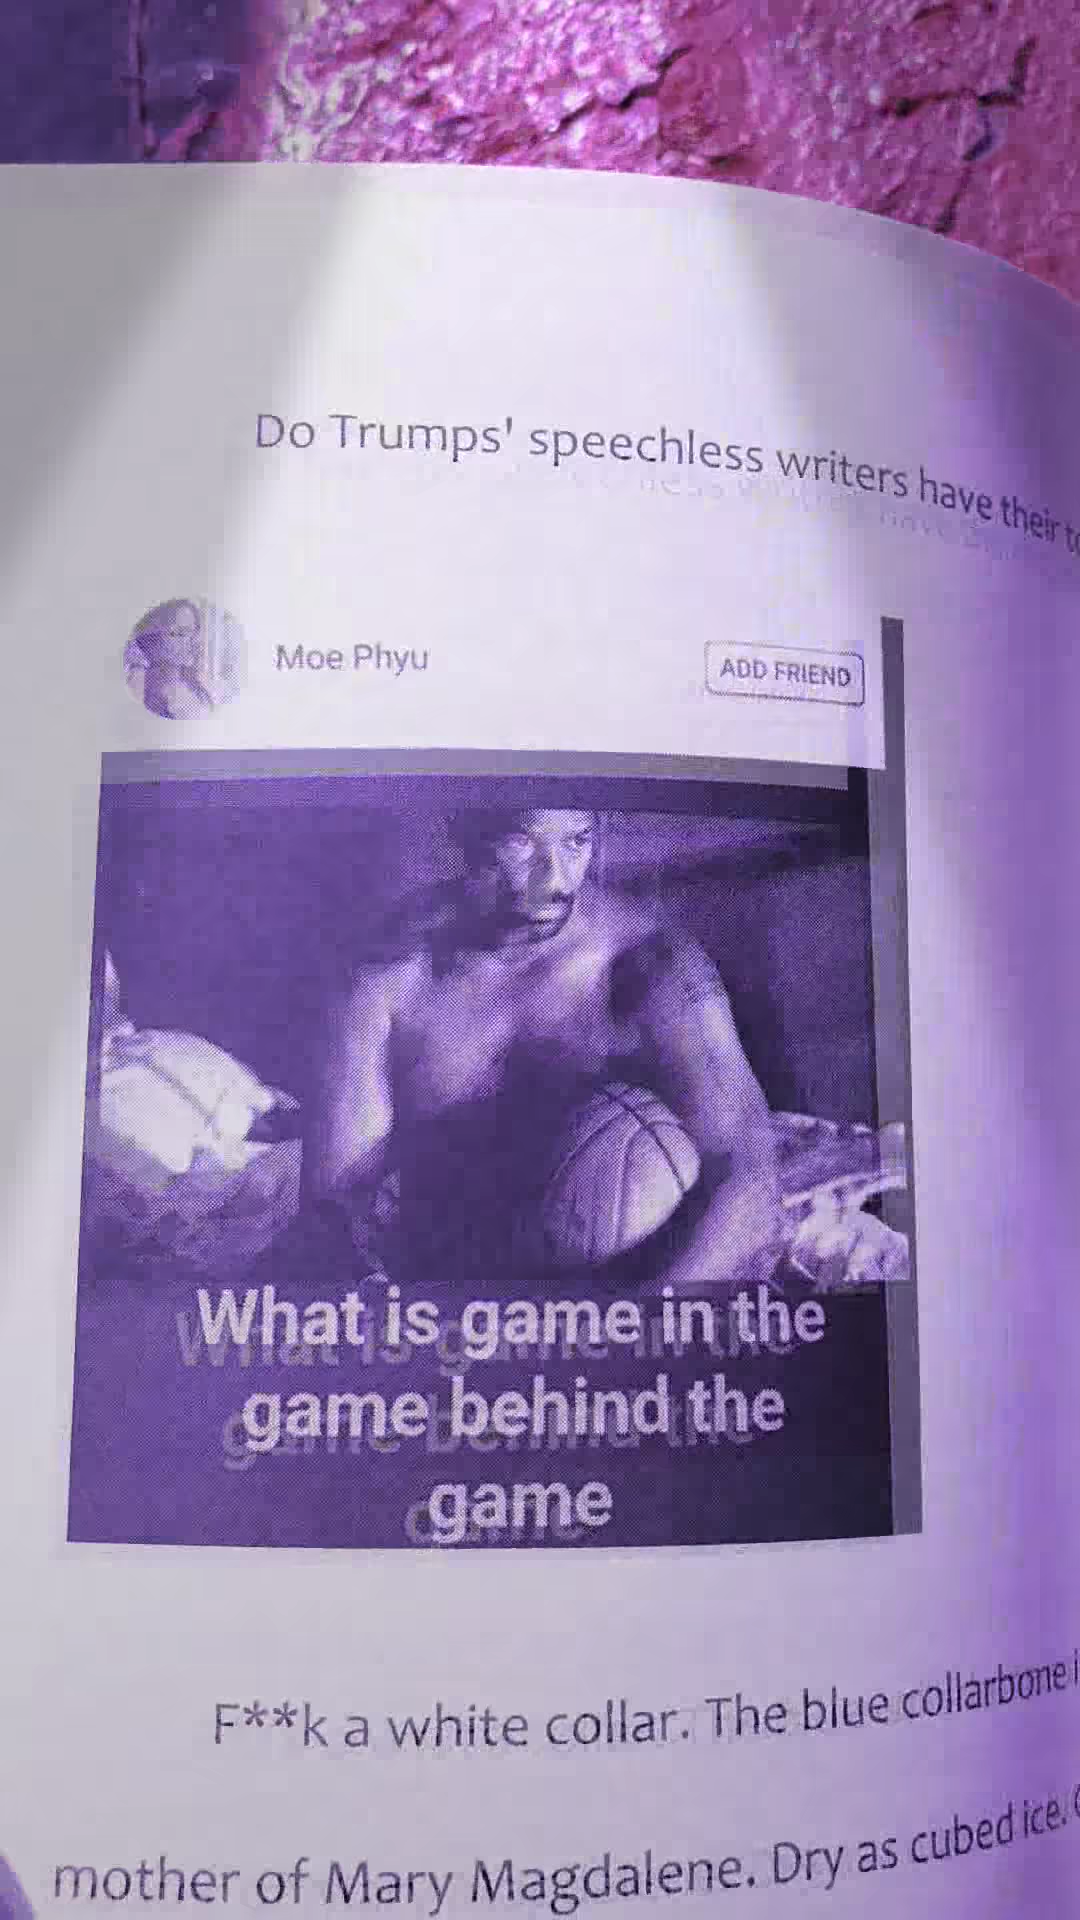 Do Trumps' speechless writers have their
Moe Phyu
ADD FRIEND
What is game in the
game behind the
game
F**k a white collar. The blue collarbone
mother of Mary Magdalene. Dry as cubed ice.